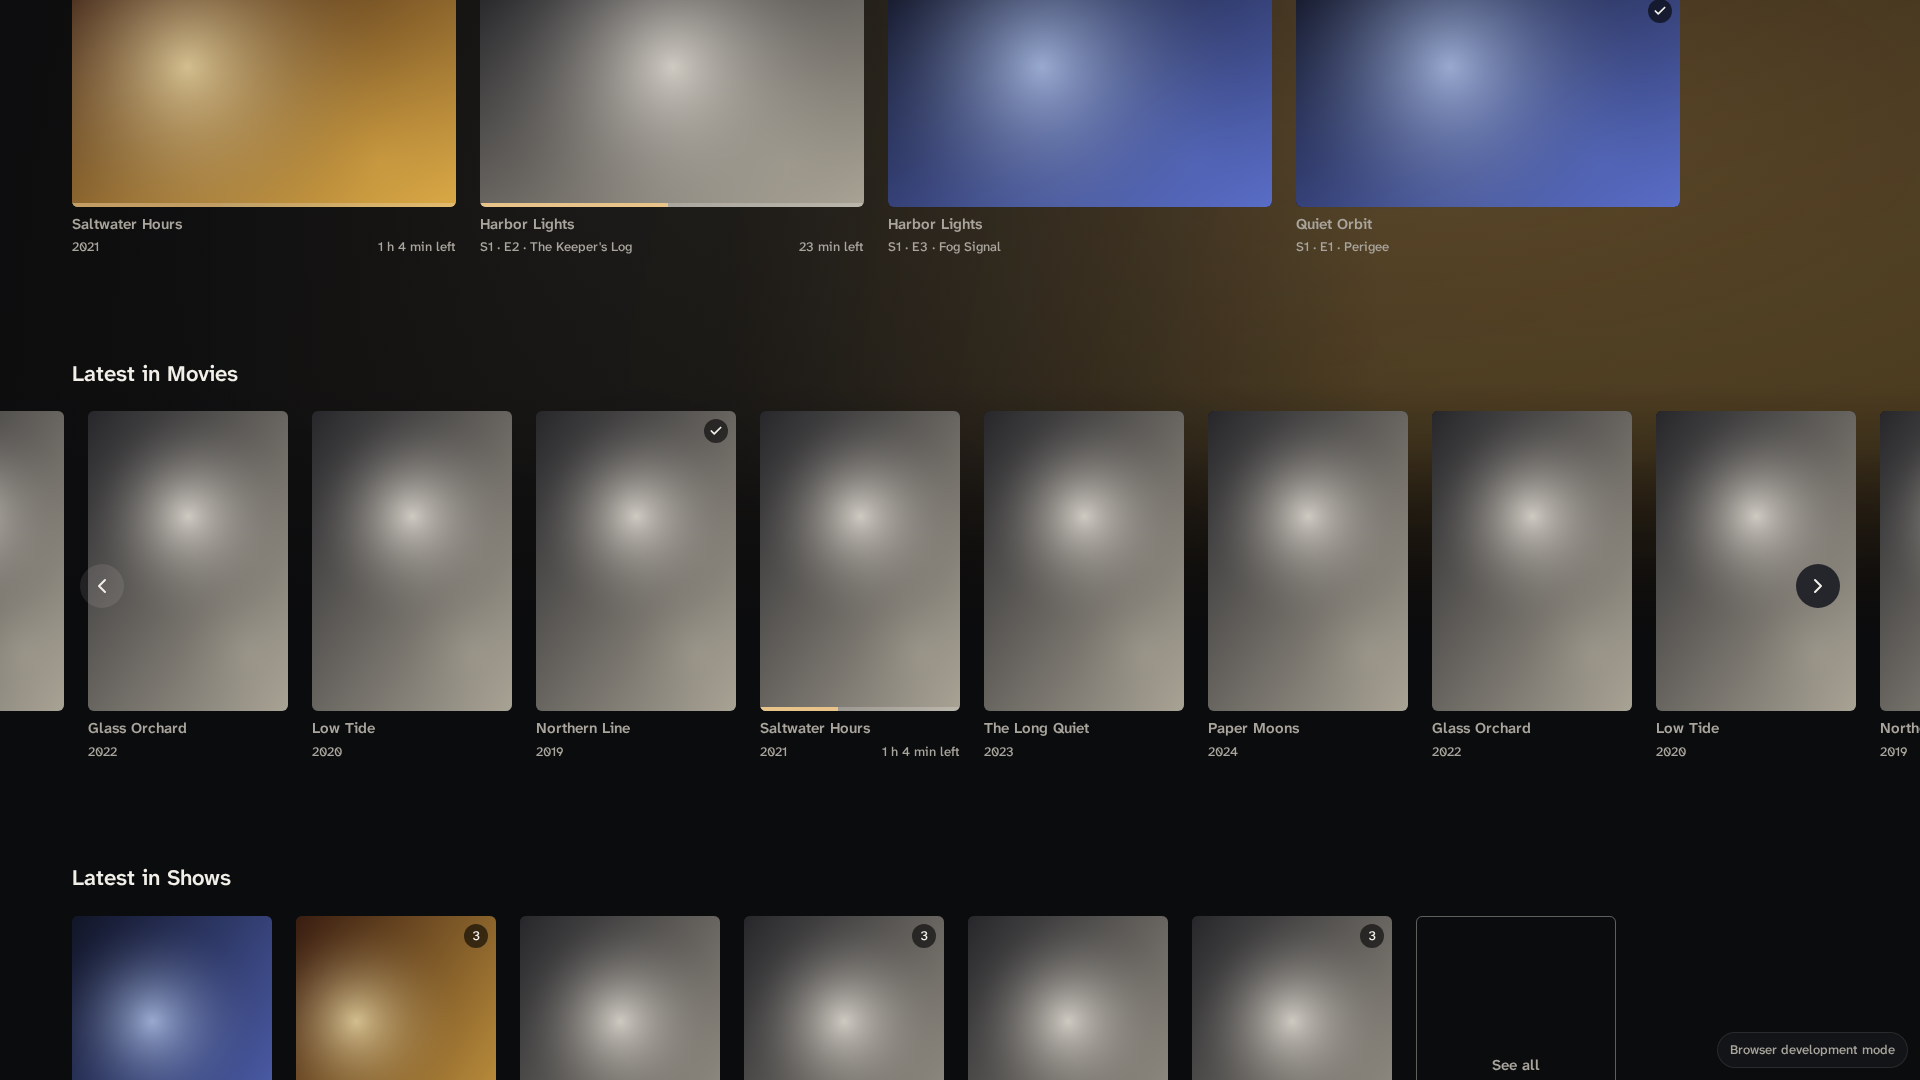 Saltwater Hours
2021
1 h 4 min left
Harbor Lights
S1 · E2 · The Keeper's Log
23 min left
Harbor Lights
S1 · E3 · Fog Signal
Quiet Orbit
S1 · E1 · Perigee
Latest in Movies
Glass Orchard
2022
Low Tide
2020
Northern Line
2019
Saltwater Hours
2021
1 h 4 min left
The Long Quiet
2023
Paper Moons
2024
Glass Orchard
2022
Low Tide
2020
North
2019
Latest in Shows
3
3
3
See all
Browser development mode